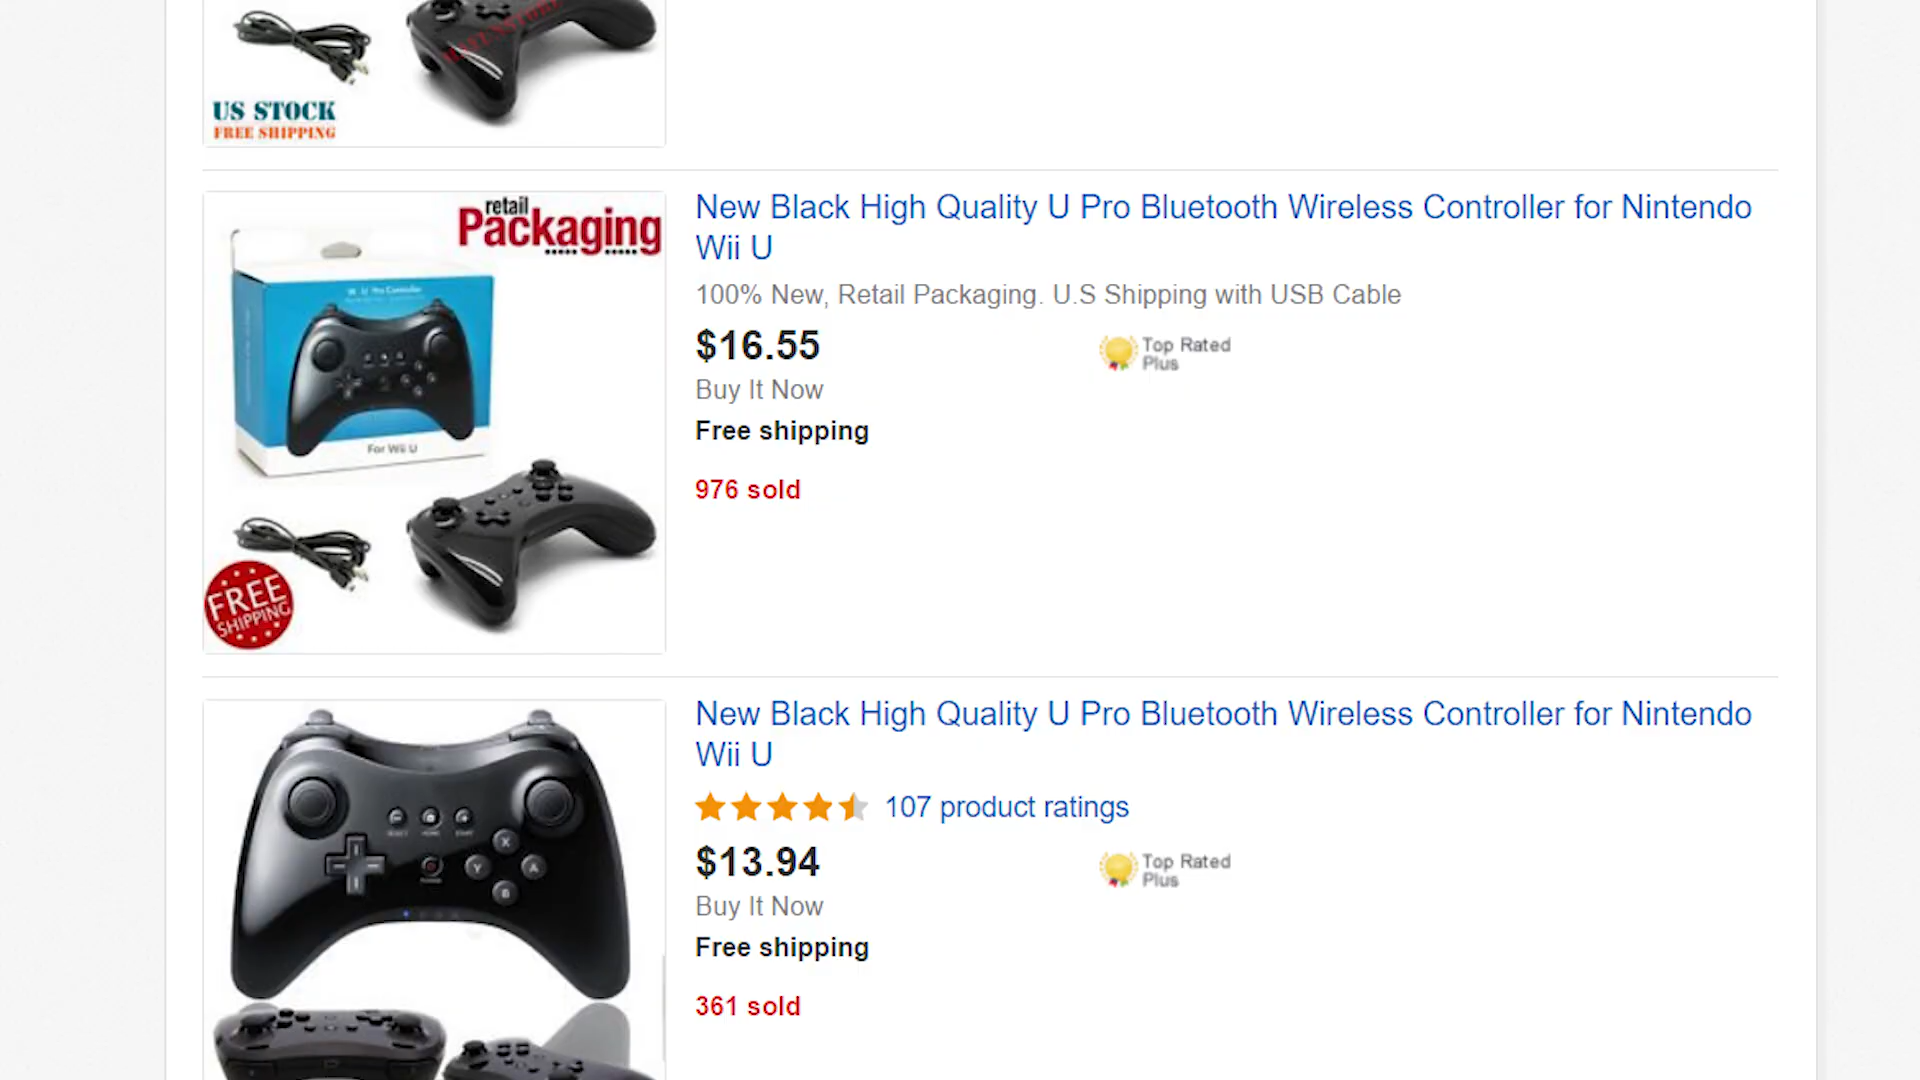 US STOCK
FREE SHIPPING
retail
Packaging
New Black High Quality U Pro Bluetooth Wireless Controller for Nintendo
Wii U
100% New, Retail Packaging. U.S Shipping with USB Cable
$16.55
Top Rated
Plus
Buy It Now
Free shipping
976 sold
For Wii U
FREE
SHIPPING
New Black High Quality U Pro Bluetooth Wireless Controller for Nintendo
Wii U
107 product ratings
$13.94
Top Rated
Plus
Buy It Now
Free shipping
361 sold
X
Y
A
B